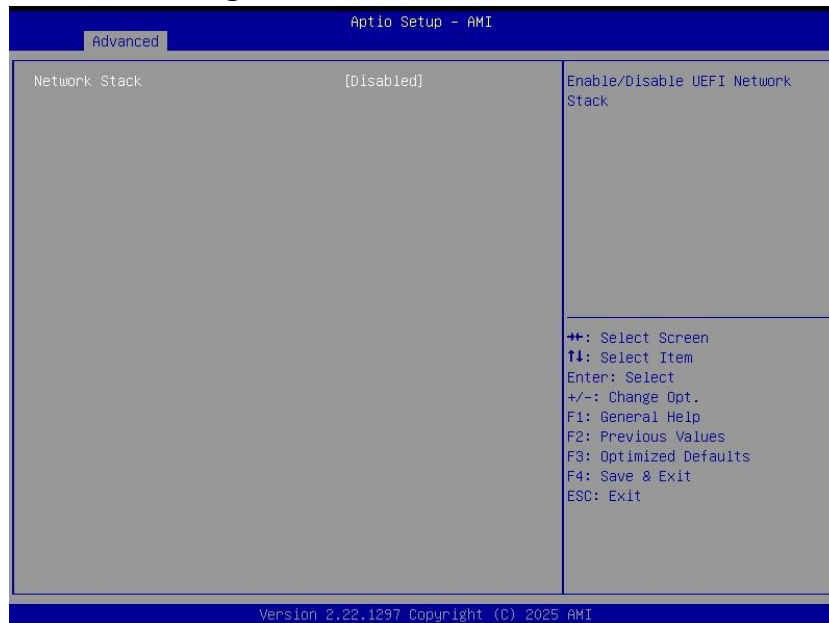 Aptio Setup - AMI
Advanced
Network Stack [Disabled]
Enable/Disable UEFI Network
Stack
→←: Select Screen
↑↓: Select Item
Enter: Select
+/-: Change Opt.
F1: General Help
F2: Previous Values
F3: Optimized Defaults
F4: Save & Exit
ESC: Exit
Version 2.22.1297 Copyright (C) 2025 AMI